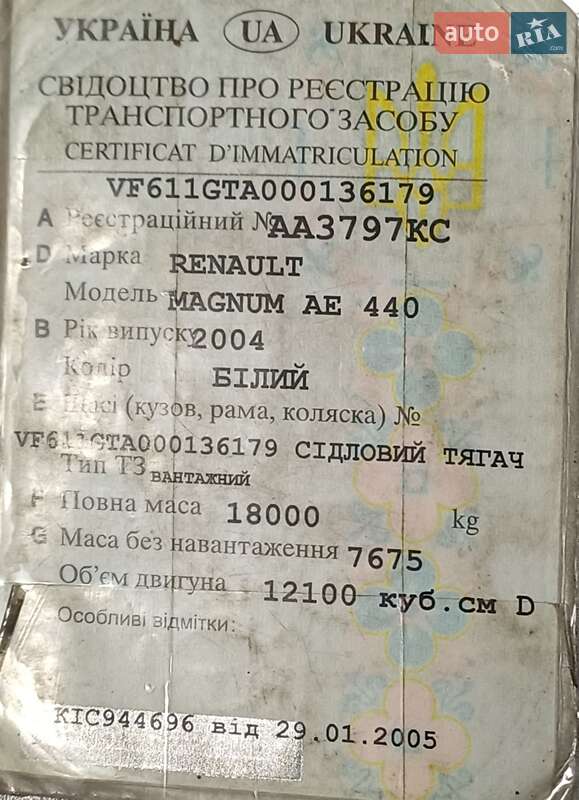 auto RIA.com
УКРАЇНА UA UKRAINE
СВІДОЦТВО ПРО РЕЄСТРАЦІЮ
ТРАНСПОРТНОГО ЗАСОБУ
CERTIFICAT D'IMMATRICULATION
VF611GTA000136179
A Реєстраційний № AA3797KC
D Марка RENAULT
Модель MAGNUM AE 440
B Рік випуску 2004
Колір БІЛИЙ
E Шасі (кузов, рама, коляска) №
VF611GTA000136179 СІДЛОВИЙ ТЯГАЧ
Тип ТЗ ВАНТАЖНИЙ
F Повна маса 18000 kg
G Маса без навантаження 7675
Об'єм двигуна 12100 куб.см D
Особливі відмітки:
КІС944696 від 29.01.2005